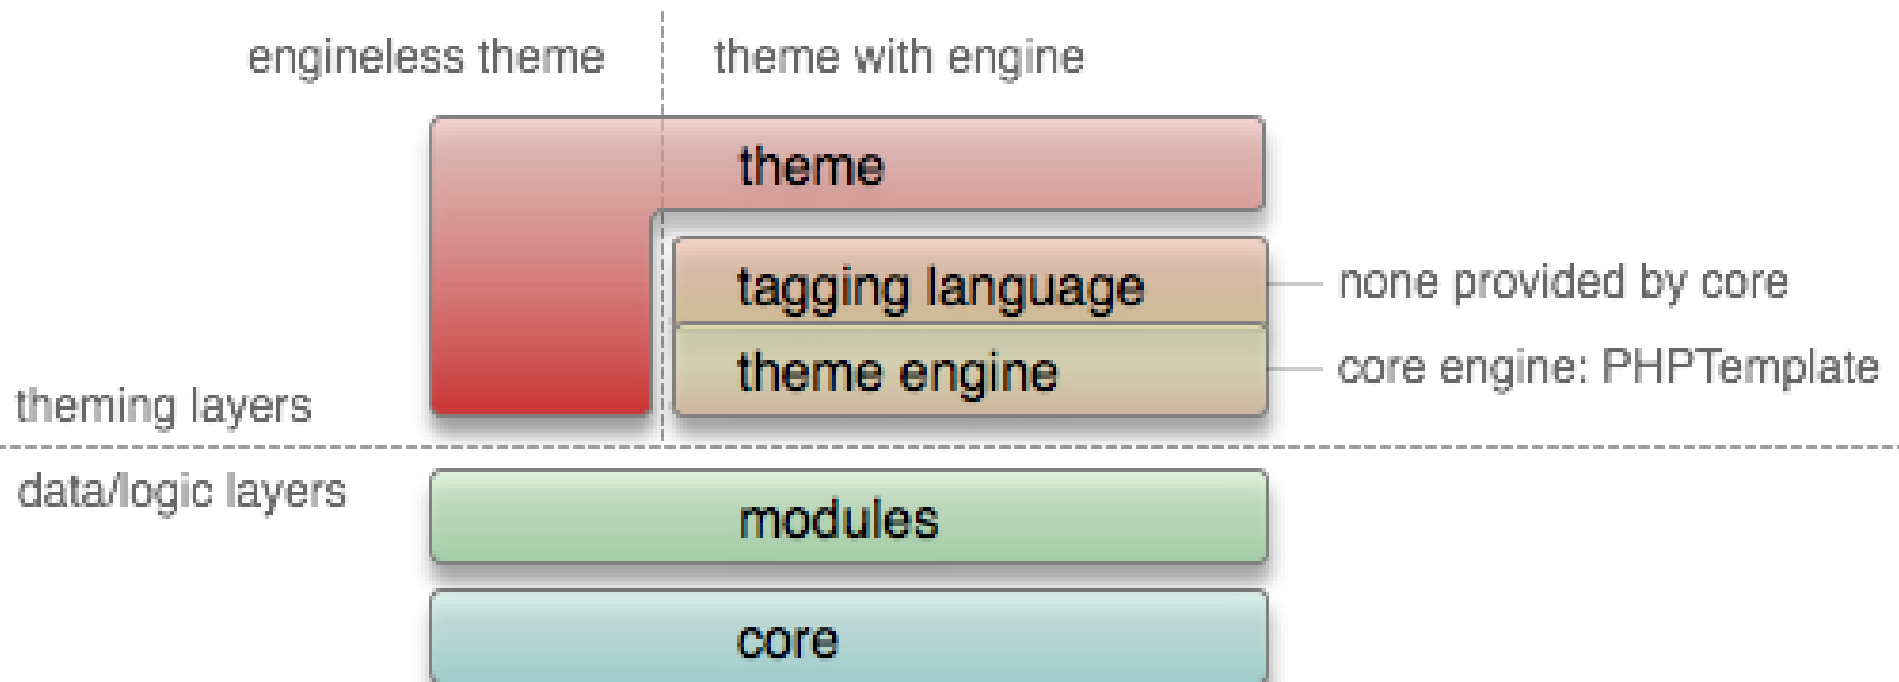 engineless theme
theme with engine
theme
tagging language
none provided by core
theme engine
core engine: PHPTemplate
theming layers
data/logic layers
modules
core